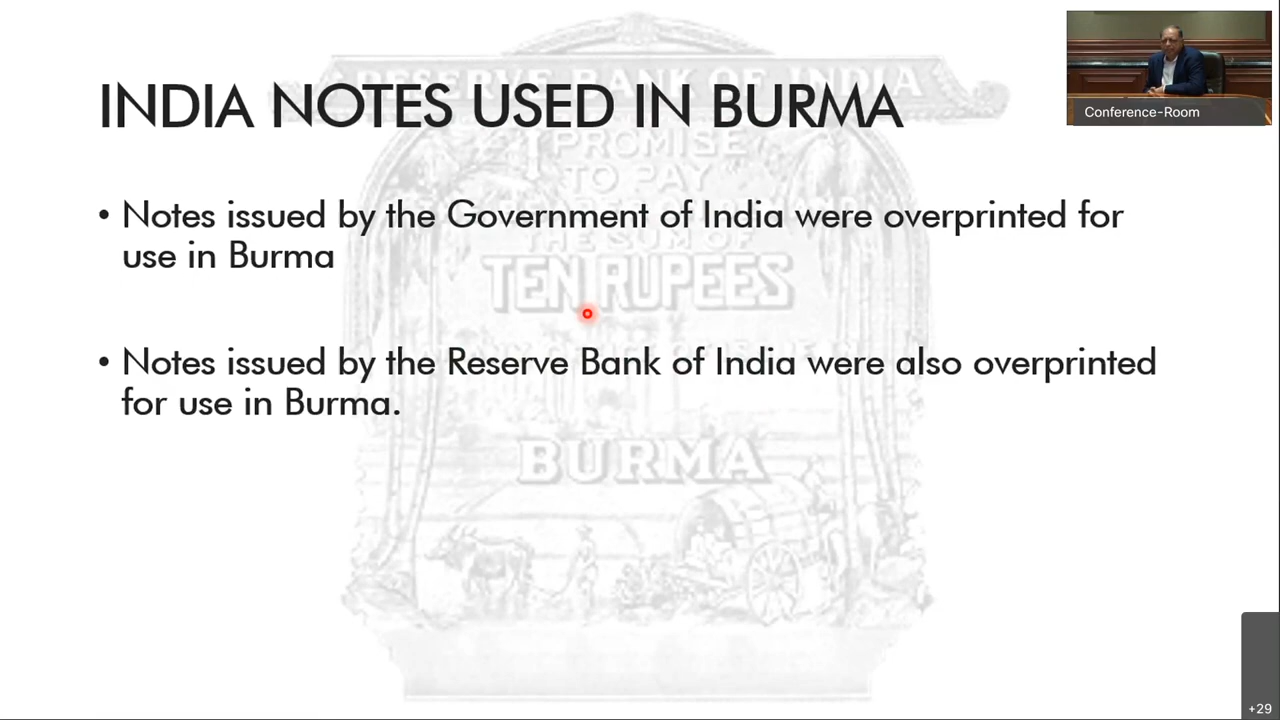 RESERVE BANK OF INDIA
INDIA NOTES USED IN BURMA
Conference-Room
I PROMISE
TO PAY
• Notes issued by the Government of India were overprinted for
use in Burma
THE SUM OF
TEN RUPEES
• Notes issued by the Reserve Bank of India were also overprinted
for use in Burma.
BURMA
+29